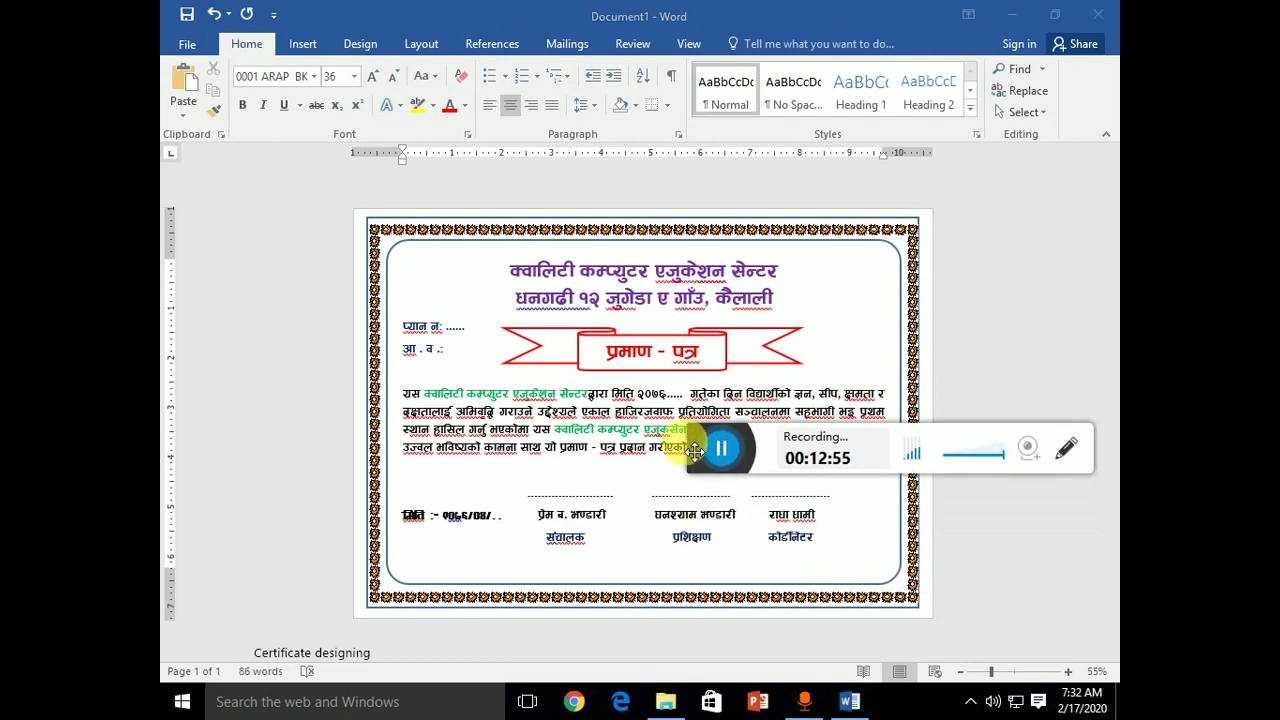 Document1 - Word
File Home Insert Design Layout References Mailings Review View Tell me what you want to do... Sign in Share
Paste
0001 ARAP BK 36
AaBbCcDc AaBbCcDc AaBbCc AaBbCcD
¶ Normal ¶ No Spac... Heading 1 Heading 2
Find
Replace
Select
Clipboard Font Paragraph Styles Editing
क्वालिटी कम्प्युटर एजुकेशन सेन्टर
धनगढी १२ जुगेडा ए गाँउ, कैलाली
प्यान न: ......
आ . व .:
प्रमाण - पत्र
यस क्वालिटी कम्प्युटर एजुकेशन सेन्टरद्वारा मिति २०७६..... गतेका दिन विद्यार्थीको ज्ञन, सीप, क्षमता र
दक्षतालाई अभिवृद्वि गराउने उद्देश्यले एकाल हाजिरजवाफ प्रतियोगिता सञ्चालनमा सहभागी भइ प्रथम
स्थान हासिल गर्नु भएकोमा यस क्वालिटी कम्प्युटर
उज्वल भविष्यको कामना साथ यो प्रमाण - पत्र प्रदान
Recording...
00:12:55
मिति :-
प्रेम ब. भण्डारी घनश्याम भण्डारी राधा धामी
संचालक प्रशिक्षण कोर्डीनेटर
Certificate designing
Page 1 of 1 86 words 55%
Search the web and Windows
7:32 AM
2/17/2020